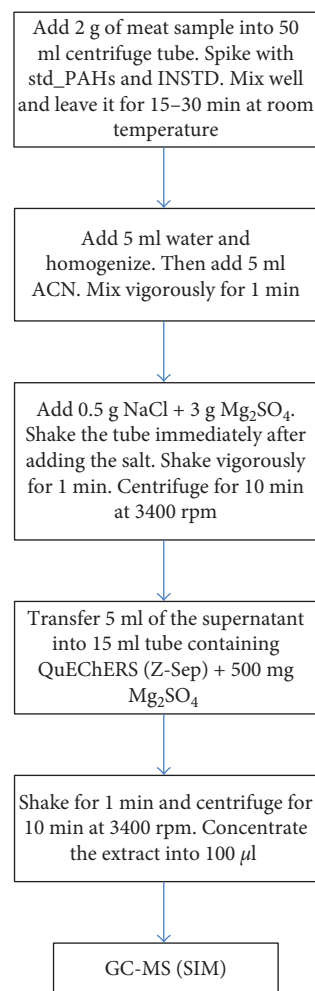 Add 2 g of meat sample into 50
ml centrifuge tube. Spike with
std_PAHs and INSTD. Mix well
and leave it for 15–30 min at room
temperature
Add 5 ml water and
homogenize. Then add 5 ml
ACN. Mix vigorously for 1 min
Add 0.5 g NaCl + 3 g Mg₂SO₄.
Shake the tube immediately after
adding the salt. Shake vigorously
for 1 min. Centrifuge for 10 min
at 3400 rpm
Transfer 5 ml of the supernatant
into 15 ml tube containing
QuEChERS (Z-Sep) + 500 mg
Mg₂SO₄
Shake for 1 min and centrifuge for
10 min at 3400 rpm. Concentrate
the extract into 100 µl
GC-MS (SIM)